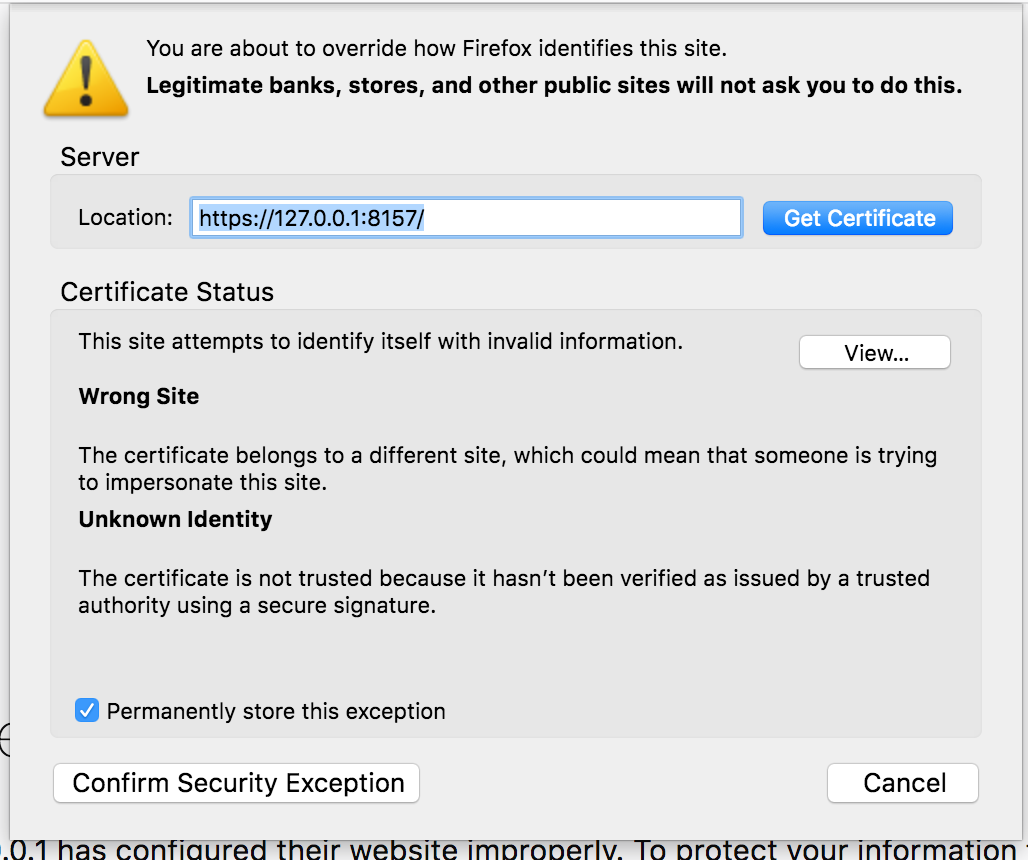 You are about to override how Firefox identifies this site.
Legitimate banks, stores, and other public sites will not ask you to do this.
Server
Location: https://127.0.0.1:8157/ Get Certificate
Certificate Status
This site attempts to identify itself with invalid information.
View...
Wrong Site
The certificate belongs to a different site, which could mean that someone is trying
to impersonate this site.
Unknown Identity
The certificate is not trusted because it hasn’t been verified as issued by a trusted
authority using a secure signature.
Permanently store this exception
Confirm Security Exception Cancel
.0.1 has configured their website improperly. To protect your information